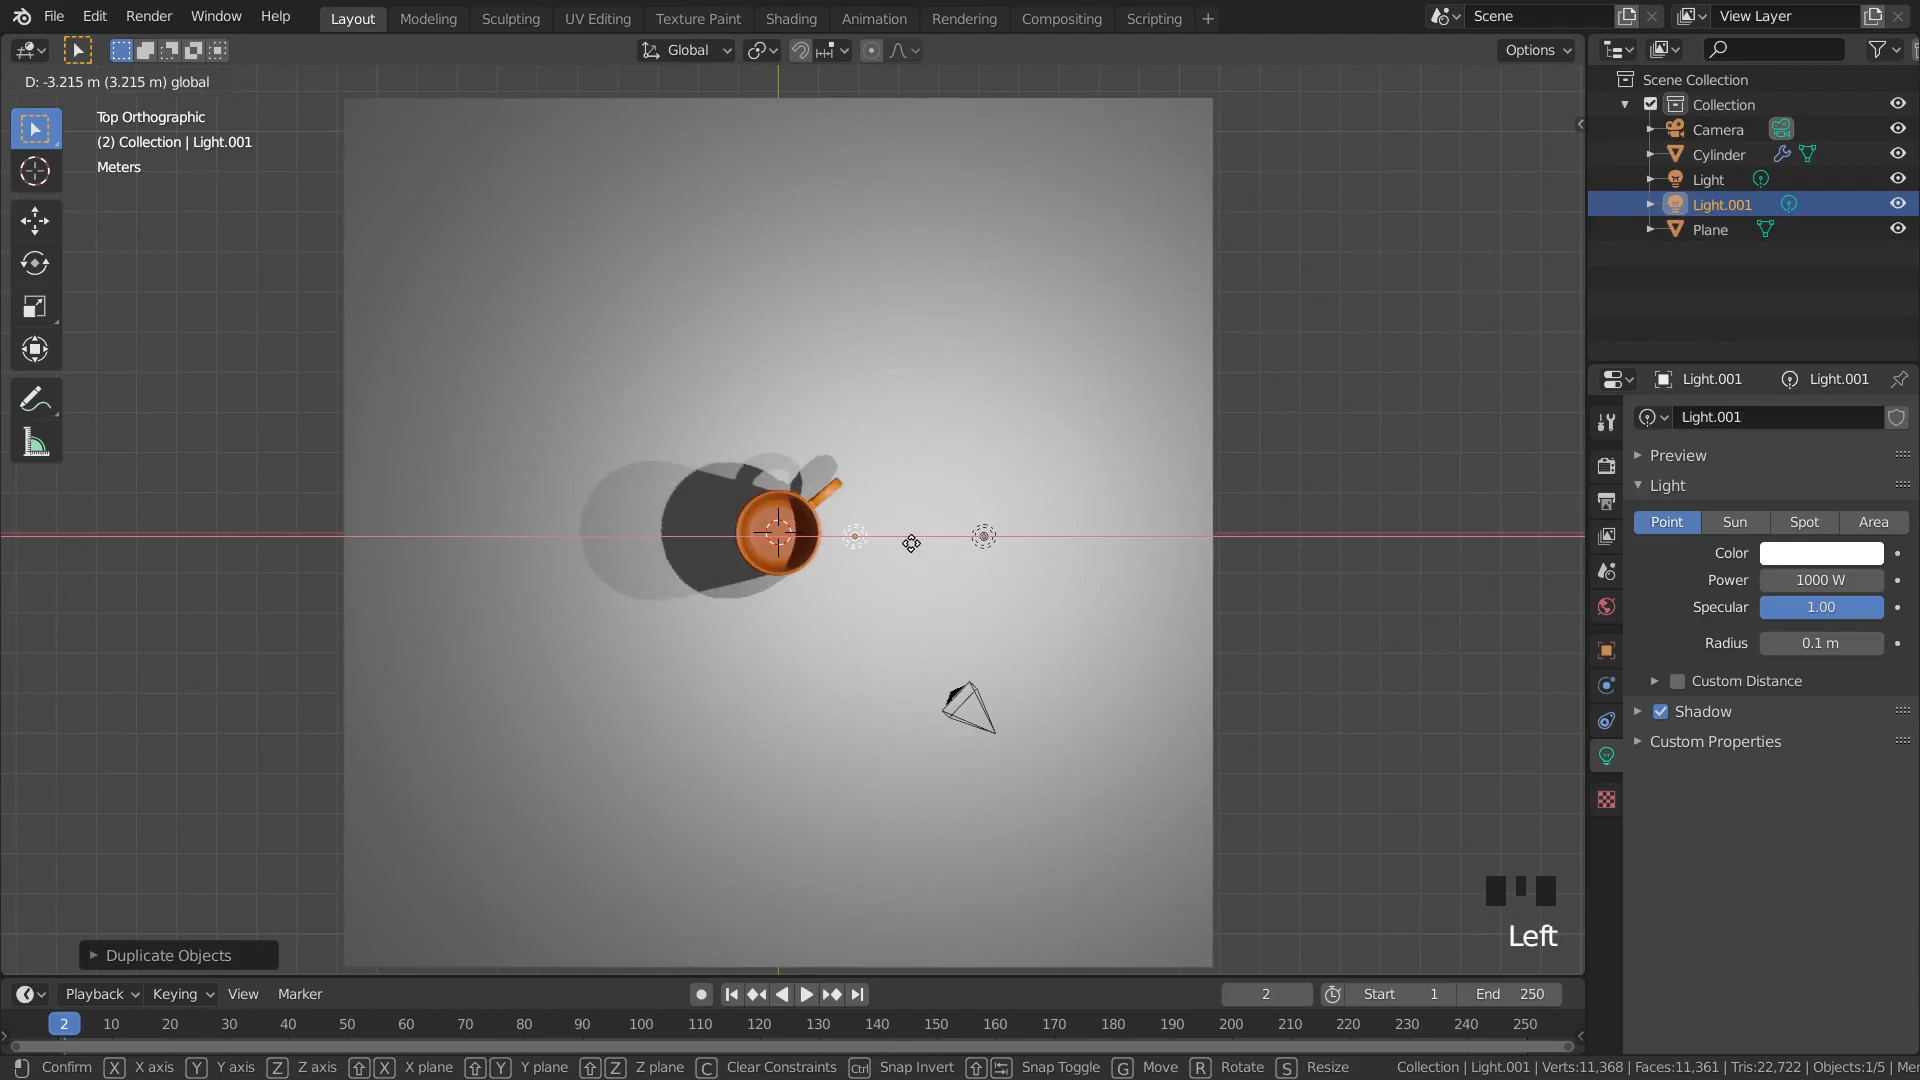 File Edit Render Window Help Layout Modeling Sculpting UV Editing Texture Paint Shading Animation Rendering Compositing Scripting + Scene View Layer
Global Options
D: -3.215 m (3.215 m) global
Top Orthographic
(2) Collection | Light.001
Meters
Scene Collection
Collection
Camera
Cylinder
Light
Light.001
Plane
Light.001 Light.001
Light.001
Preview
Light
Point Sun Spot Area
Color
Power 1000 W
Specular 1.00
Radius 0.1 m
Custom Distance
Shadow
Custom Properties
Left
Duplicate Objects
Playback Keying View Marker 2 Start 1 End 250
2 10 20 30 40 50 60 70 80 90 100 110 120 130 140 150 160 170 180 190 200 210 220 230 240 250
Confirm X X axis Y Y axis Z Z axis X X plane Y Y plane Z Z plane C Clear Constraints Ctrl Snap Invert Snap Toggle G Move R Rotate S Resize Collection | Light.001 | Verts:11,368 | Faces:11,361 | Tris:22,722 | Objects:1/5 | Mer